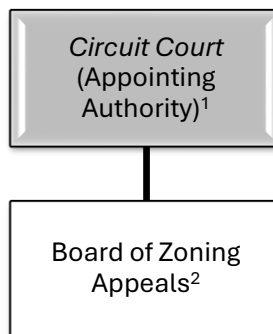 Circuit Court
(Appointing
Authority)¹
Board of Zoning
Appeals²